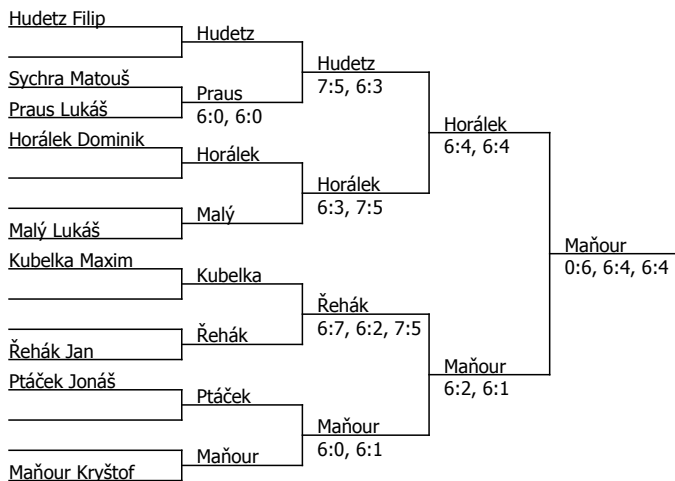 Hudetz Filip
Hudetz
Hudetz
7:5, 6:3
Sychra Matouš
Praus
6:0, 6:0
Praus Lukáš
Horálek
6:4, 6:4
Horálek Dominik
Horálek
Horálek
6:3, 7:5
Malý
Malý Lukáš
Maňour
0:6, 6:4, 6:4
Kubelka Maxim
Kubelka
Řehák
6:7, 6:2, 7:5
Řehák
Řehák Jan
Maňour
6:2, 6:1
Ptáček Jonáš
Ptáček
Maňour
6:0, 6:1
Maňour
Maňour Kryštof